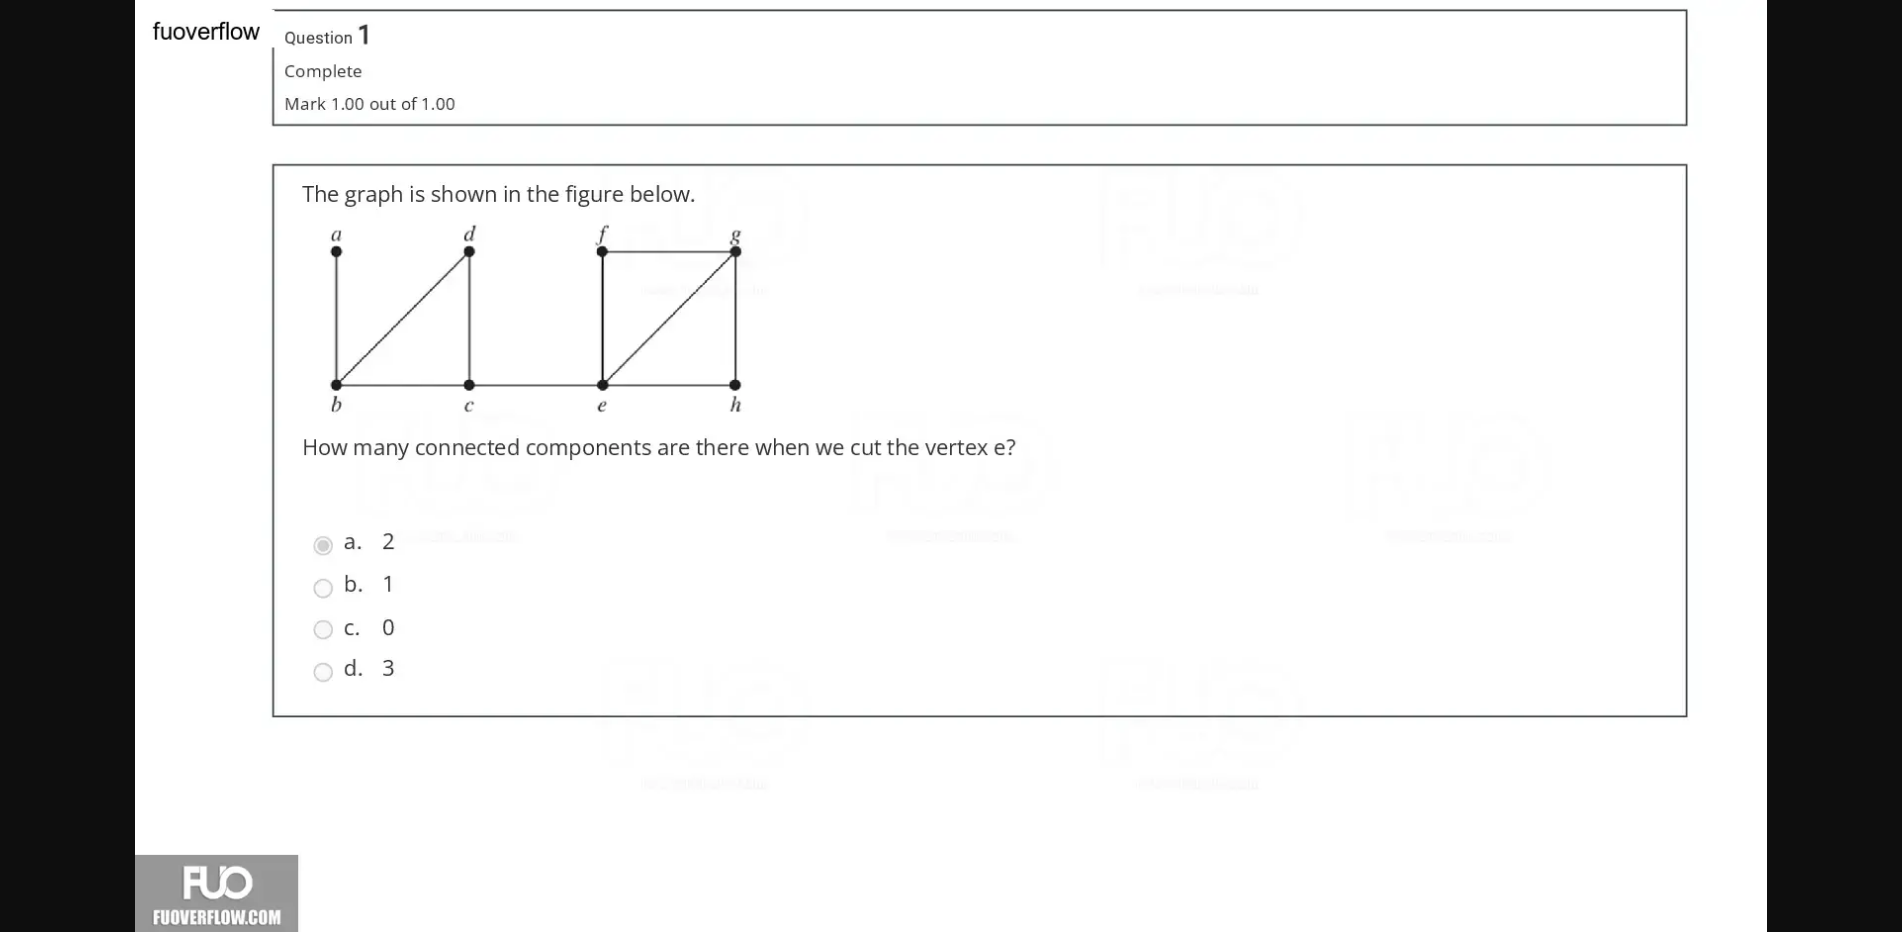 fuoverflow
Question 1
Complete
Mark 1.00 out of 1.00
The graph is shown in the figure below.
a d f g
b c e h
How many connected components are there when we cut the vertex e?
a. 2
b. 1
c. 0
d. 3
FUO
FUOVERFLOW.COM